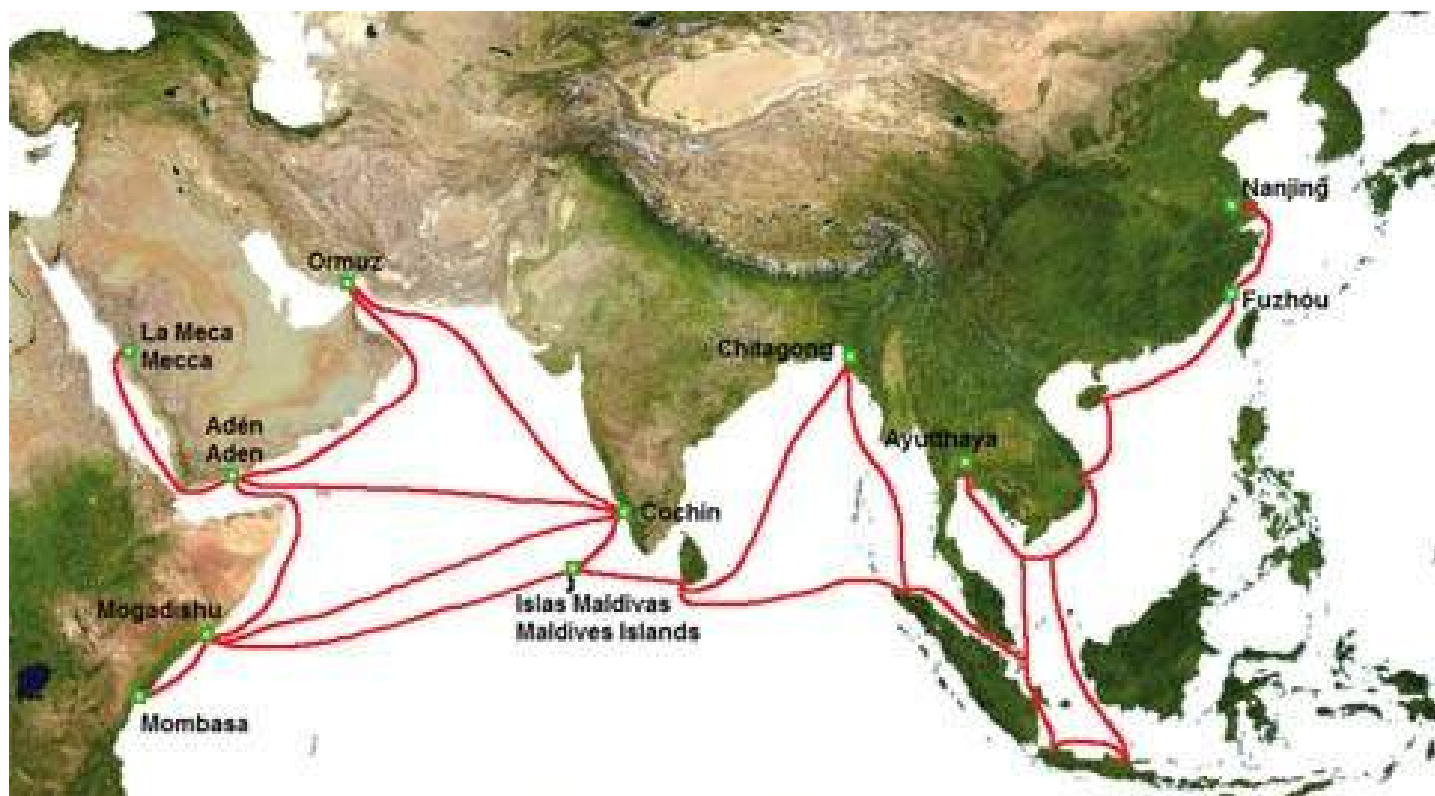 Nanjing
Ormuz
Fuzhou
La Meca
Mecca
Chitagong
Adén
Aden
Ayutthaya
Cochin
Mogadishu
Islas Maldivas
Maldives Islands
Mombasa